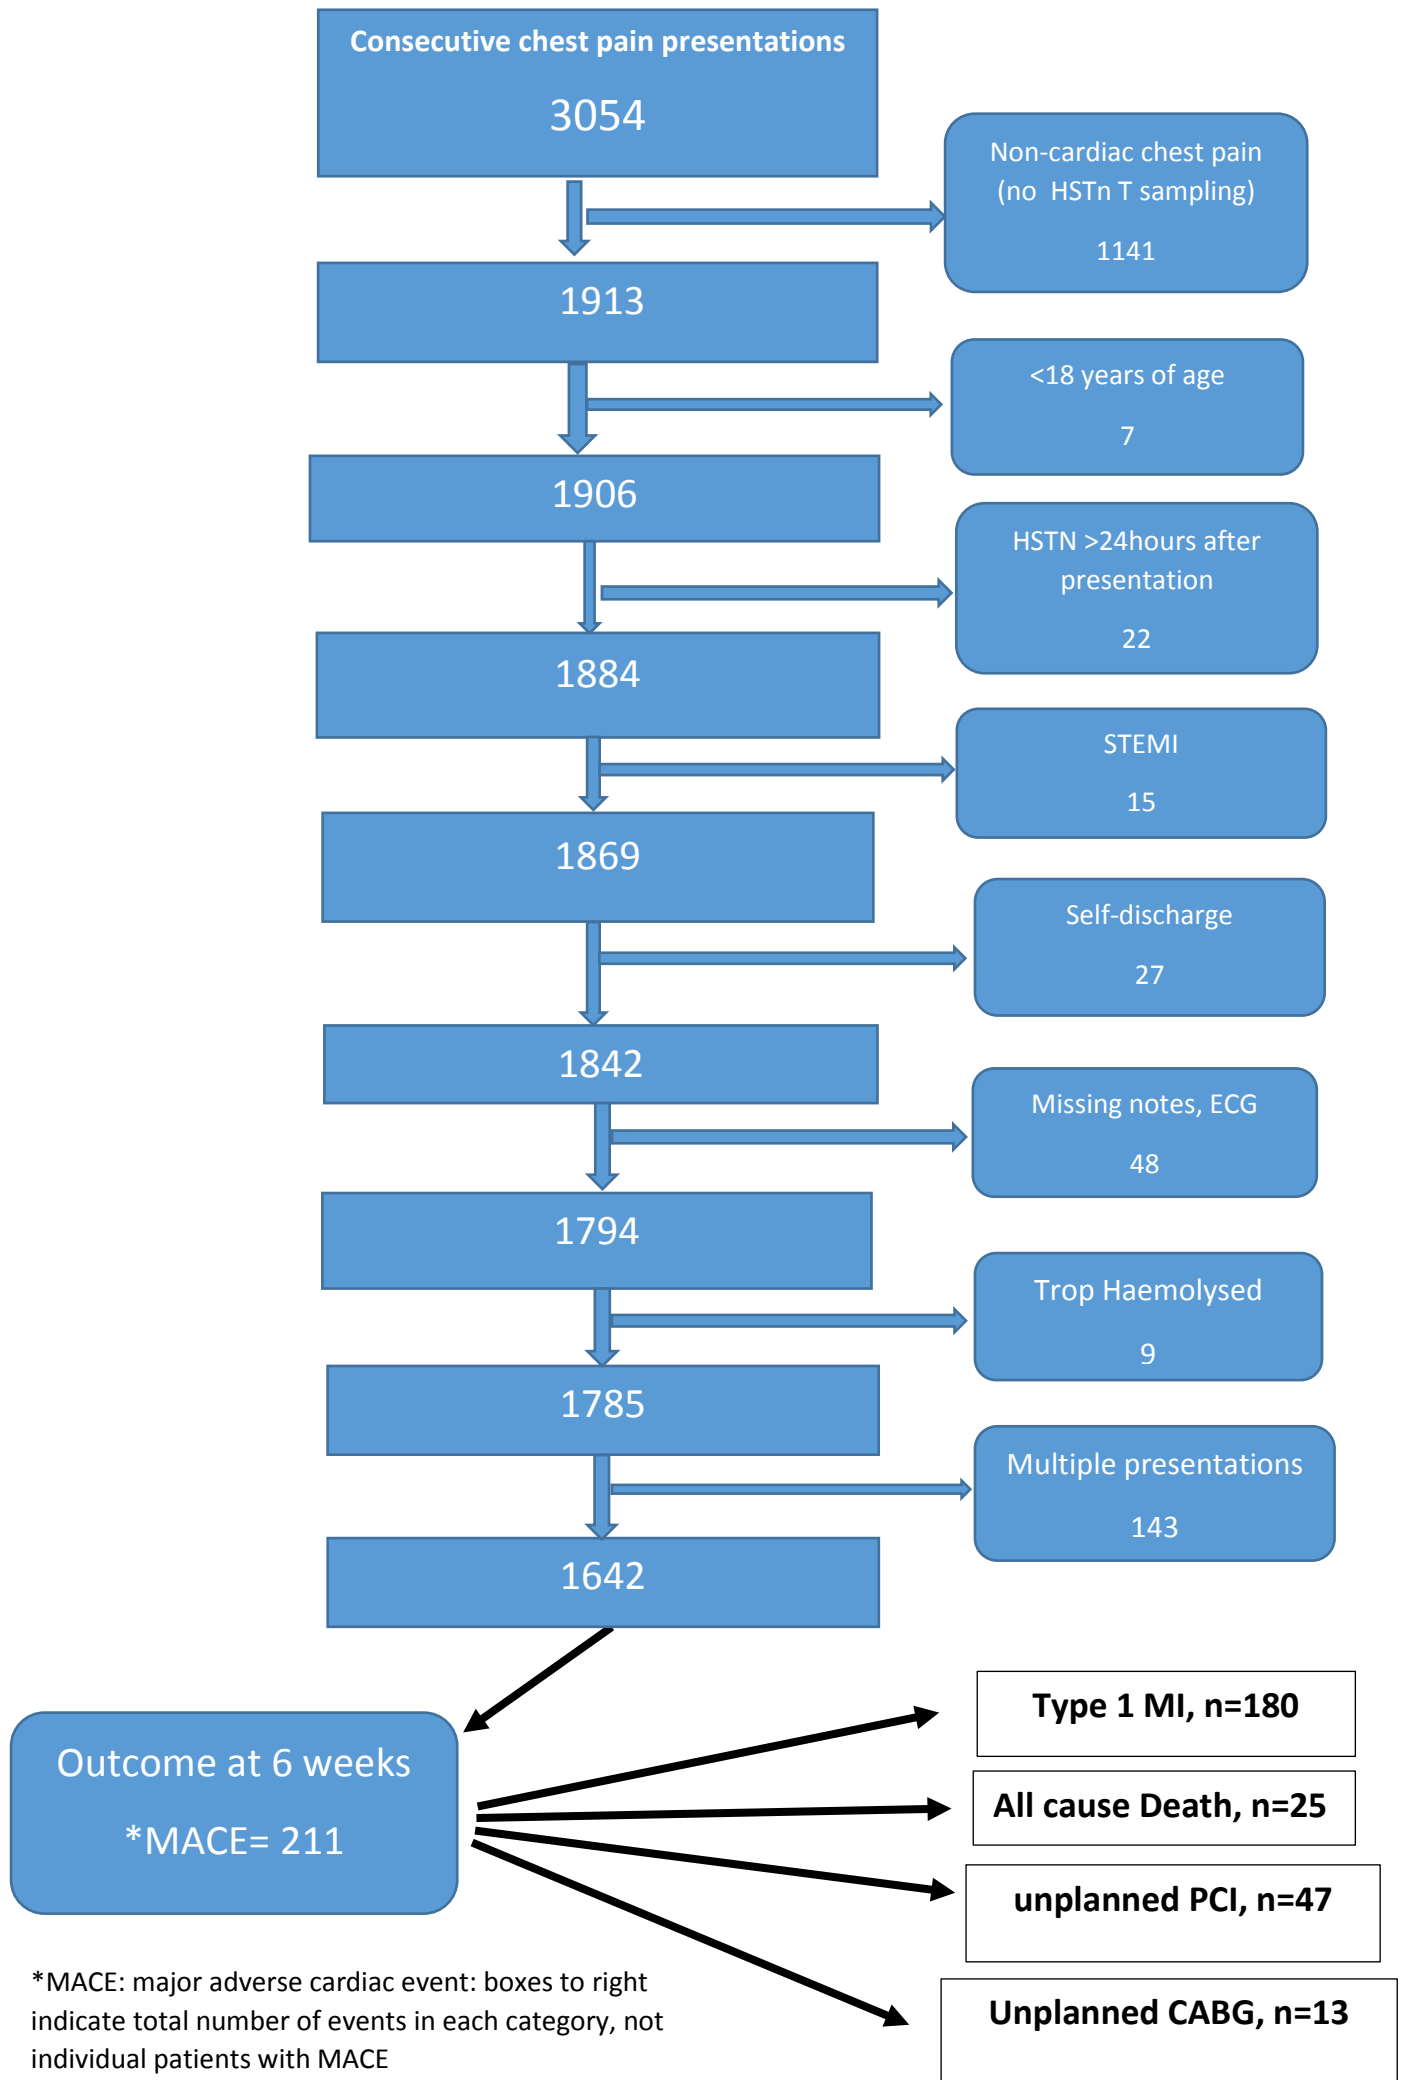 Consecutive chest pain presentations
3054
Non-cardiac chest pain
(no HSTn T sampling)
1141
1913
<18 years of age
7
1906
HSTN >24hours after
presentation
22
1884
STEMI
15
1869
Self-discharge
27
1842
Missing notes, ECG
48
1794
Trop Haemolysed
9
1785
Multiple presentations
143
1642
Outcome at 6 weeks
*MACE= 211
Type 1 MI, n=180
All cause Death, n=25
unplanned PCI, n=47
Unplanned CABG, n=13
*MACE: major adverse cardiac event: boxes to right
indicate total number of events in each category, not
individual patients with MACE